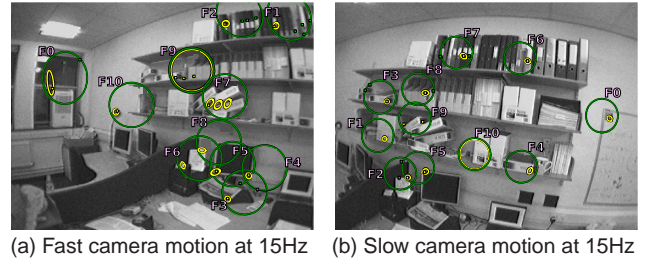 F2 F1
F0 F9
F10 F7
F8
F6 F5 F4
F3
F7 F6
F3 F8
F0
F1 F9
F10
F2 F5 F4
(a) Fast camera motion at 15Hz
(b) Slow camera motion at 15Hz